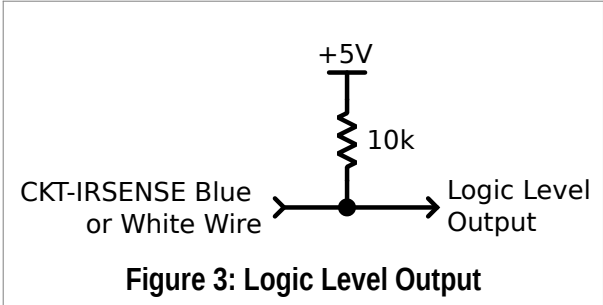 +5V
10k
CKT-IRSENSE Blue
or White Wire
Logic Level
Output
Figure 3: Logic Level Output